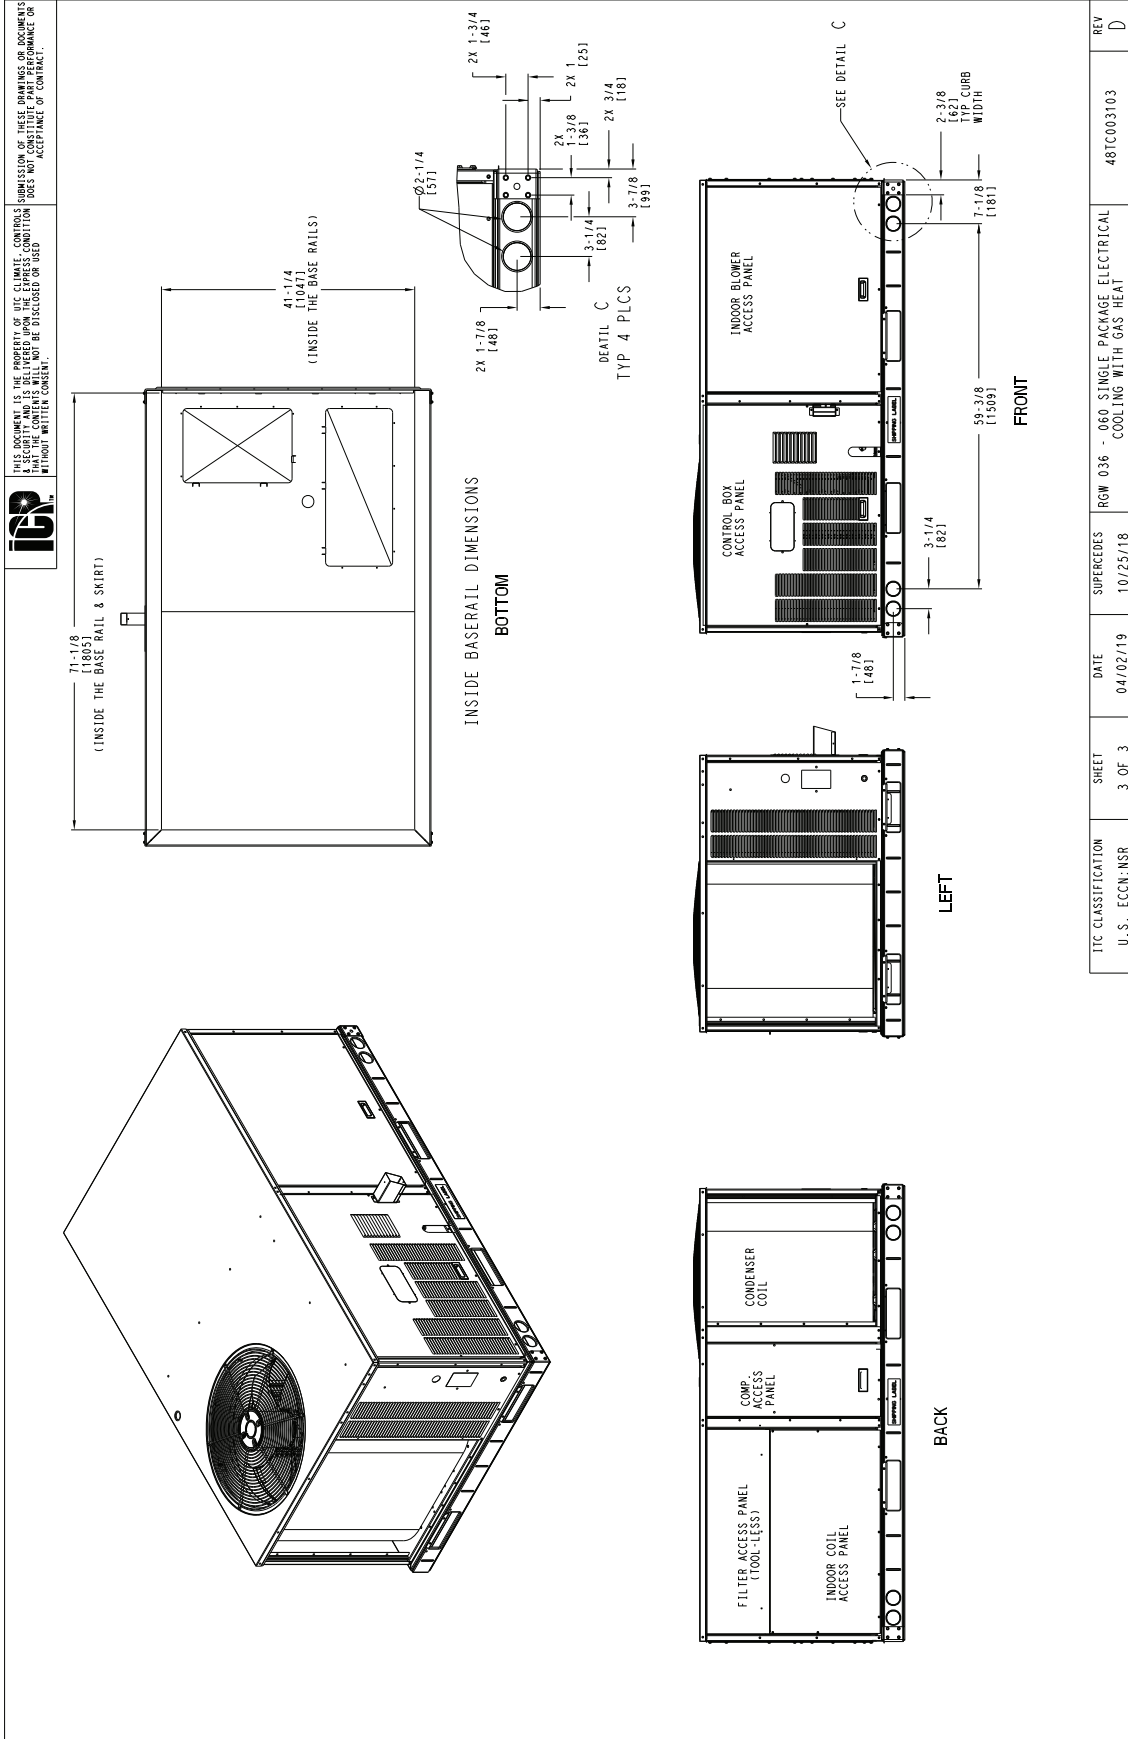 ICP™
THIS DOCUMENT IS THE PROPERTY OF UTC CLIMATE, CONTROLS
& SECURITY AND IS DELIVERED UPON THE EXPRESS CONDITION
THAT THE CONTENTS WILL NOT BE DISCLOSED OR USED
WITHOUT WRITTEN CONSENT.
SUBMISSION OF THESE DRAWINGS OR DOCUMENTS
DOES NOT CONSTITUTE PART PERFORMANCE OR
ACCEPTANCE OF CONTRACT.
71-1/8
[1805]
(INSIDE THE BASE RAIL & SKIRT)
41-1/4
[1047]
(INSIDE THE BASE RAILS)
INSIDE BASERAIL DIMENSIONS
BOTTOM
2X 1-3/4
[46]
2X 1
[25]
2X 3/4
[18]
2X
1-3/8
[36]
Ø2-1/4
[57]
3-7/8
[99]
3-1/4
[82]
2X 1-7/8
[48]
DEATIL C
TYP 4 PLCS
FILTER ACCESS PANEL
(TOOL-LESS)
INDOOR COIL
ACCESS PANEL
COMP.
ACCESS
PANEL
CONDENSER
COIL
SHIPPING LABEL
BACK
LEFT
CONTROL BOX
ACCESS PANEL
INDOOR BLOWER
ACCESS PANEL
SHIPPING LABEL
SEE DETAIL C
2-3/8
[62]
TYP CURB
WIDTH
7-1/8
[181]
59-3/8
[1509]
3-1/4
[82]
1-7/8
[48]
FRONT
ITC CLASSIFICATION
U.S. ECCN:NSR
SHEET
3 OF 3
DATE
04/02/19
SUPERCEDES
10/25/18
RGW 036 - 060 SINGLE PACKAGE ELECTRICAL
COOLING WITH GAS HEAT
48TC003103
REV
D